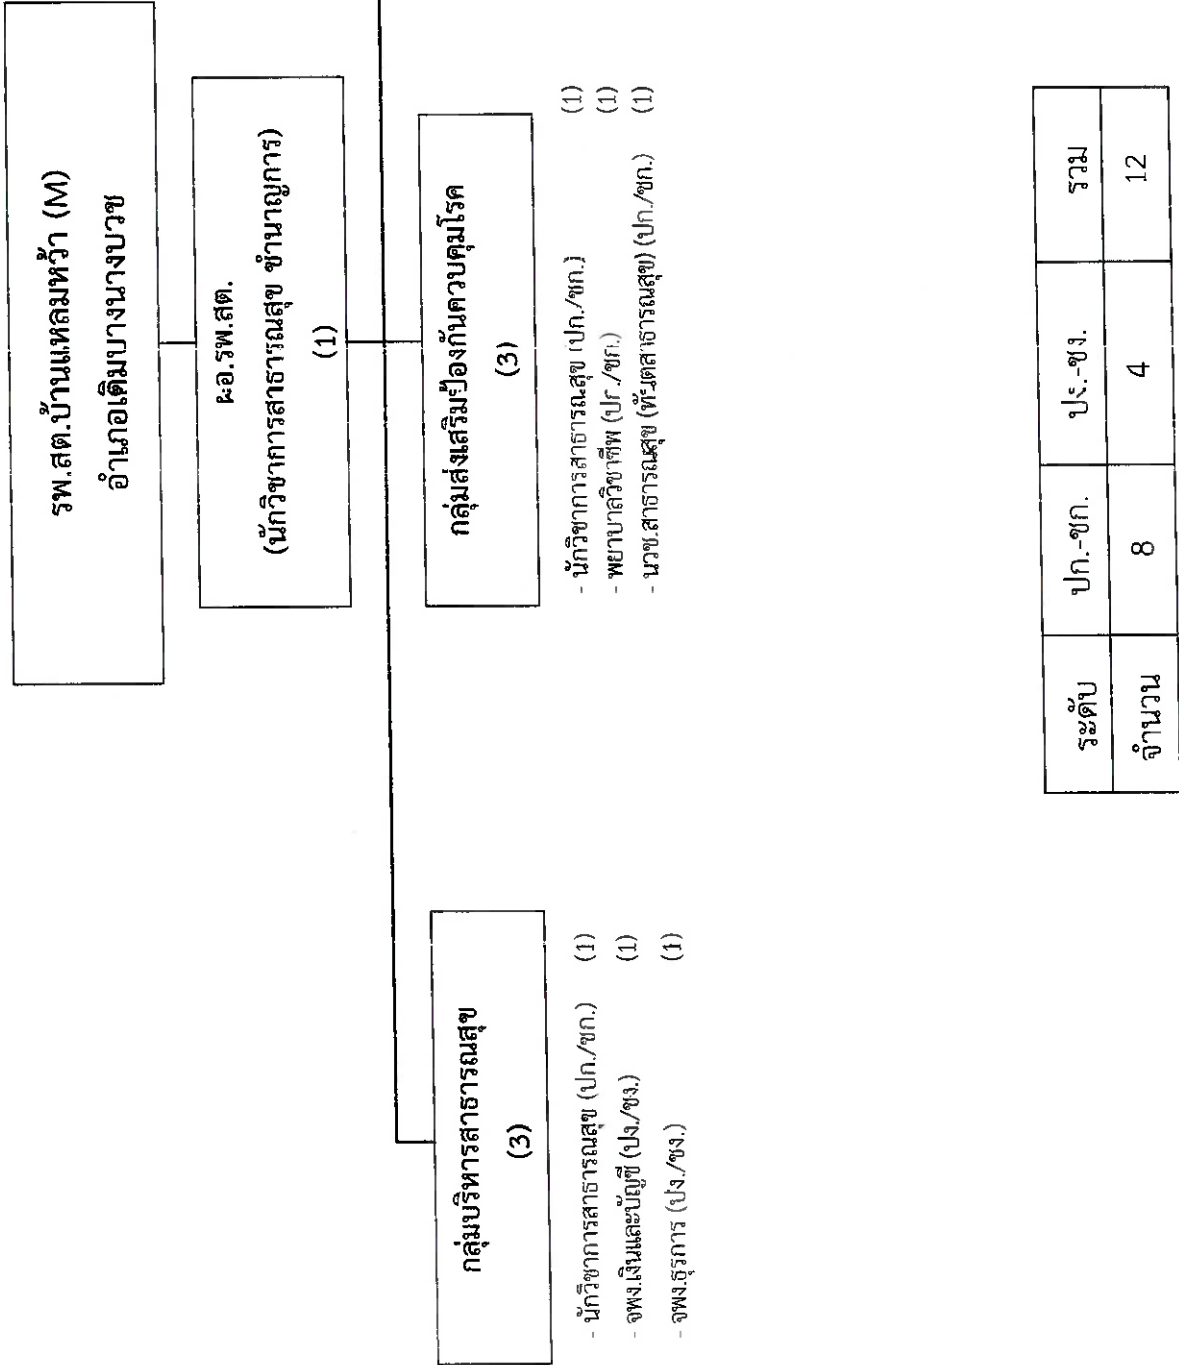 รพ.สต.บ้านแหลมหว้า (M)
อำเภอเดิมบางนางบวช
ผอ.รพ.สต.
(นักวิชาการสาธารณสุข ชำนาญการ)
(1)
กลุ่มบริหารสาธารณสุข
(3)
- นักวิชาการสาธารณสุข (ปก./ชก.) (1)
- จพง.เงินและบัญชี (ปง./ชง.) (1)
- จพง.ธุรการ (ปง./ชง.) (1)
กลุ่มส่งเสริมป้องกันควบคุมโรค
(3)
- นักวิชาการสาธารณสุข (ปก./ชก.) (1)
- พยาบาลวิชาชีพ (ปก./ชก.) (1)
- นวช.สาธารณสุข (ทันตสาธารณสุข) (ปก./ชก.) (1)
ระดับ ปก.-ชก. ปง.-ชง. รวม
จำนวน 8 4 12